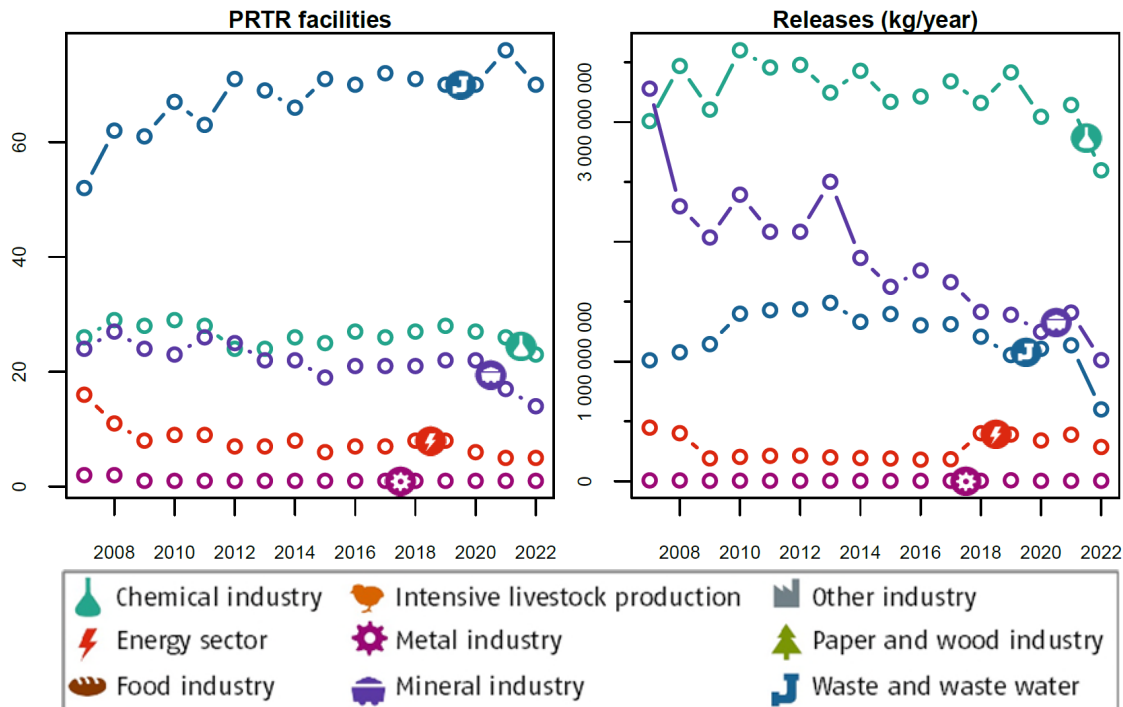 PRTR facilities
Releases (kg/year)
0
20
40
60
2008 2010 2012 2014 2016 2018 2020 2022
0
1 000 000 000
3 000 000 000
2008 2010 2012 2014 2016 2018 2020 2022
Chemical industry
Intensive livestock production
Other industry
Energy sector
Metal industry
Paper and wood industry
Food industry
Mineral industry
Waste and waste water